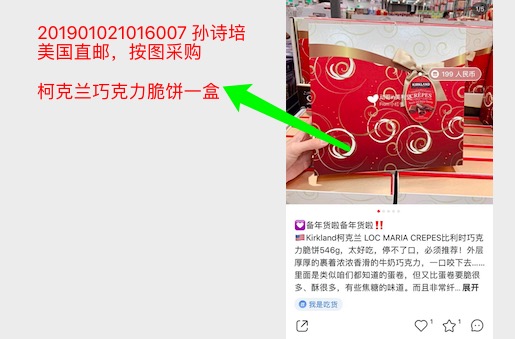 201901021016007 孙诗培
美国直邮，按图采购
柯克兰巧克力脆饼一盒
1/5
199 人民币
KIRKLAND
CREPES
备年货啦备年货啦‼️
Kirkland柯克兰 LOC MARIA CREPES比利时巧克
力脆饼546g，太好吃，停不了口，必须推荐！外层
厚厚的裹着浓浓香滑的牛奶巧克力，一口咬下去……
里面是类似咱们都知道的蛋卷，但又比蛋卷要脆很
多、酥很多，有些焦糖的味道。而且非常纤... 展开
我是吃货
1
1